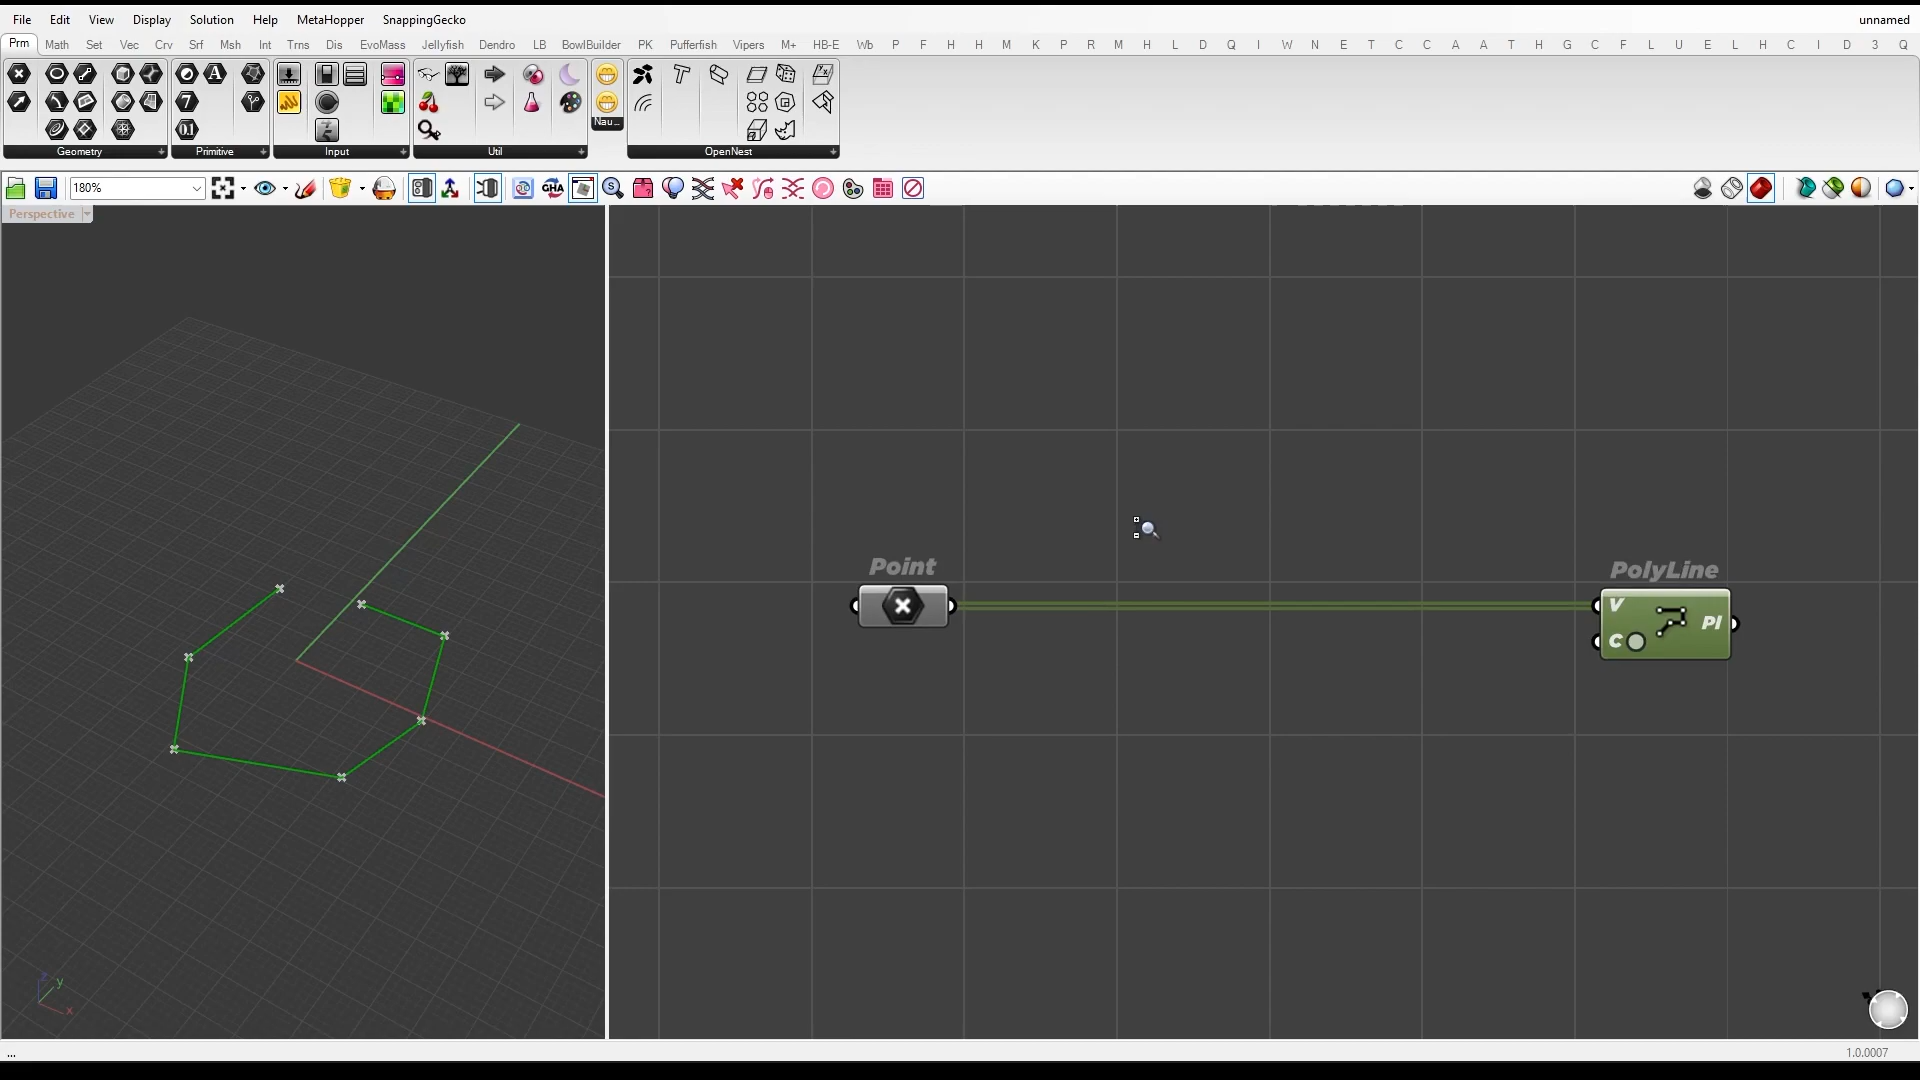 File Edit View Display Solution Help MetaHopper SnappingGecko unnamed
Prm Math Set Vec Crv Srf Msh Int Trns Dis EvoMass Jellyfish Dendro LB BowlBuilder PK Pufferfish Vipers M+ HB-E Wb P F H H M K P R M H L D Q I W N E T C C A A T H G C F L U E L H C I D 3 Q
Nau...
Geometry Primitive Input Util OpenNest
180%
GHA
Perspective
Point
PolyLine
V
Pl
C
z
y
x
...
1.0.0007